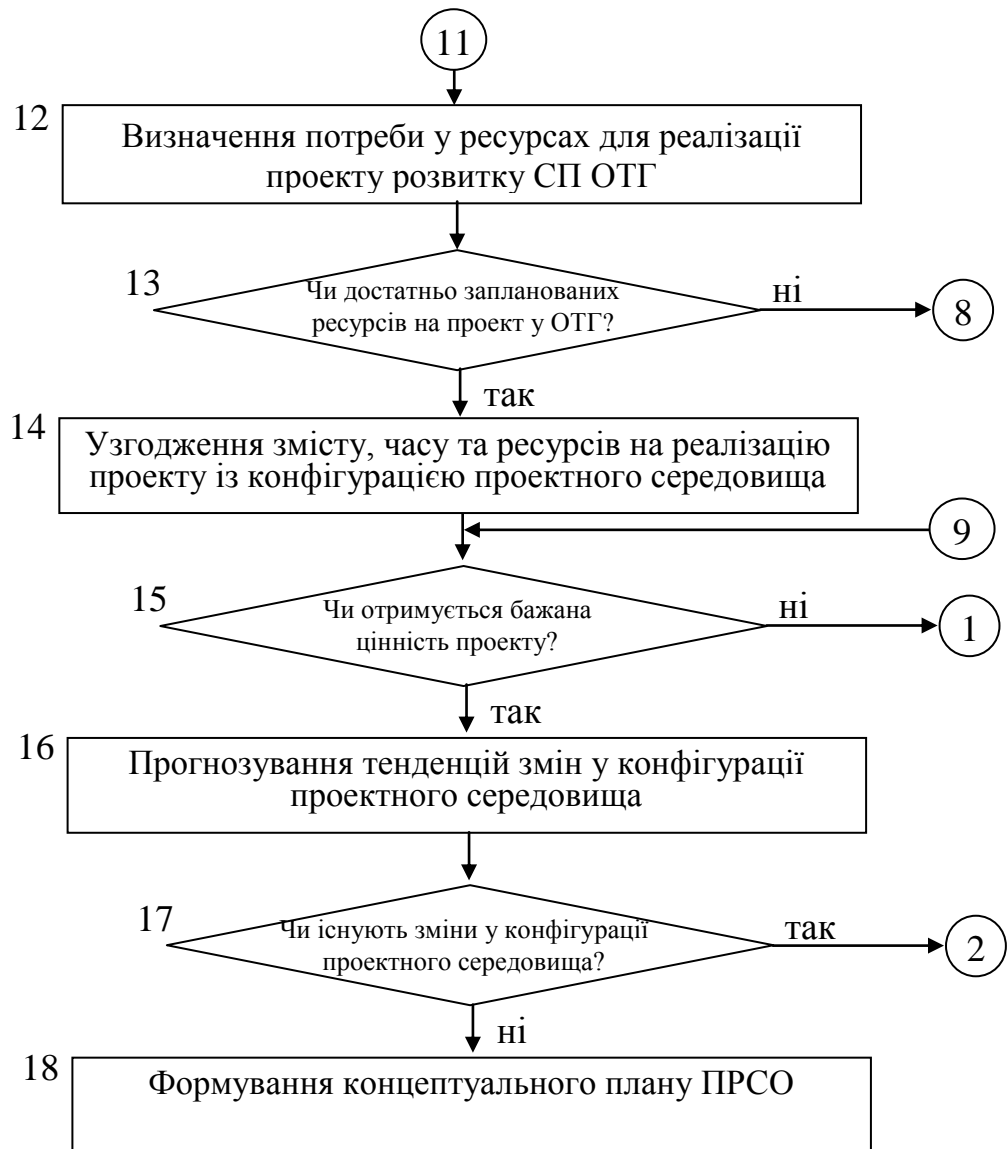 11
12
Визначення потреби у ресурсах для реалізації
проекту розвитку СП ОТГ
13
Чи достатньо запланованих
ресурсів на проект у ОТГ?
ні
8
так
14
Узгодження змісту, часу та ресурсів на реалізацію
проекту із конфігурацією проектного середовища
9
15
Чи отримується бажана
цінність проекту?
ні
1
так
16
Прогнозування тенденцій змін у конфігурації
проектного середовища
17
Чи існують зміни у конфігурації
проектного середовища?
так
2
ні
18
Формування концептуального плану ПРСО